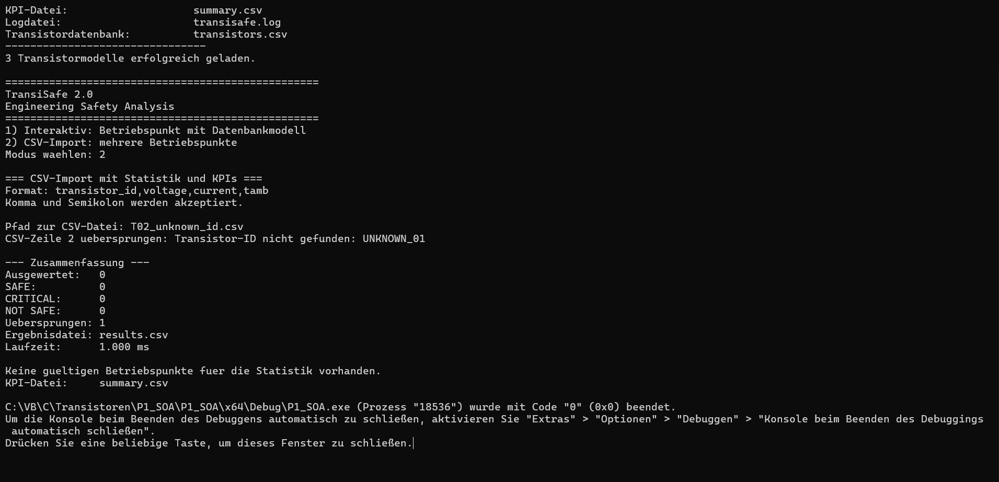 KPI-Datei:                    summary.csv
Logdatei:                     transisafe.log
Transistordatenbank:          transistors.csv
--------------------------------
3 Transistormodelle erfolgreich geladen.
==================================================
TransiSafe 2.0
Engineering Safety Analysis
==================================================
1) Interaktiv: Betriebspunkt mit Datenbankmodell
2) CSV-Import: mehrere Betriebspunkte
Modus waehlen: 2
=== CSV-Import mit Statistik und KPIs ===
Format: transistor_id,voltage,current,tamb
Komma und Semikolon werden akzeptiert.
Pfad zur CSV-Datei: T02_unknown_id.csv
CSV-Zeile 2 uebersprungen: Transistor-ID nicht gefunden: UNKNOWN_01
--- Zusammenfassung ---
Ausgewertet:   0
SAFE:          0
CRITICAL:      0
NOT SAFE:      0
Uebersprungen: 1
Ergebnisdatei: results.csv
Laufzeit:      1.000 ms
Keine gueltigen Betriebspunkte fuer die Statistik vorhanden.
KPI-Datei:     summary.csv
C:\VB\C\Transistoren\P1_SOA\P1_SOA\x64\Debug\P1_SOA.exe (Prozess "18536") wurde mit Code "0" (0x0) beendet.
Um die Konsole beim Beenden des Debuggens automatisch zu schließen, aktivieren Sie "Extras" > "Optionen" > "Debuggen" > "Konsole beim Beenden des Debuggings
 automatisch schließen".
Drücken Sie eine beliebige Taste, um dieses Fenster zu schließen.